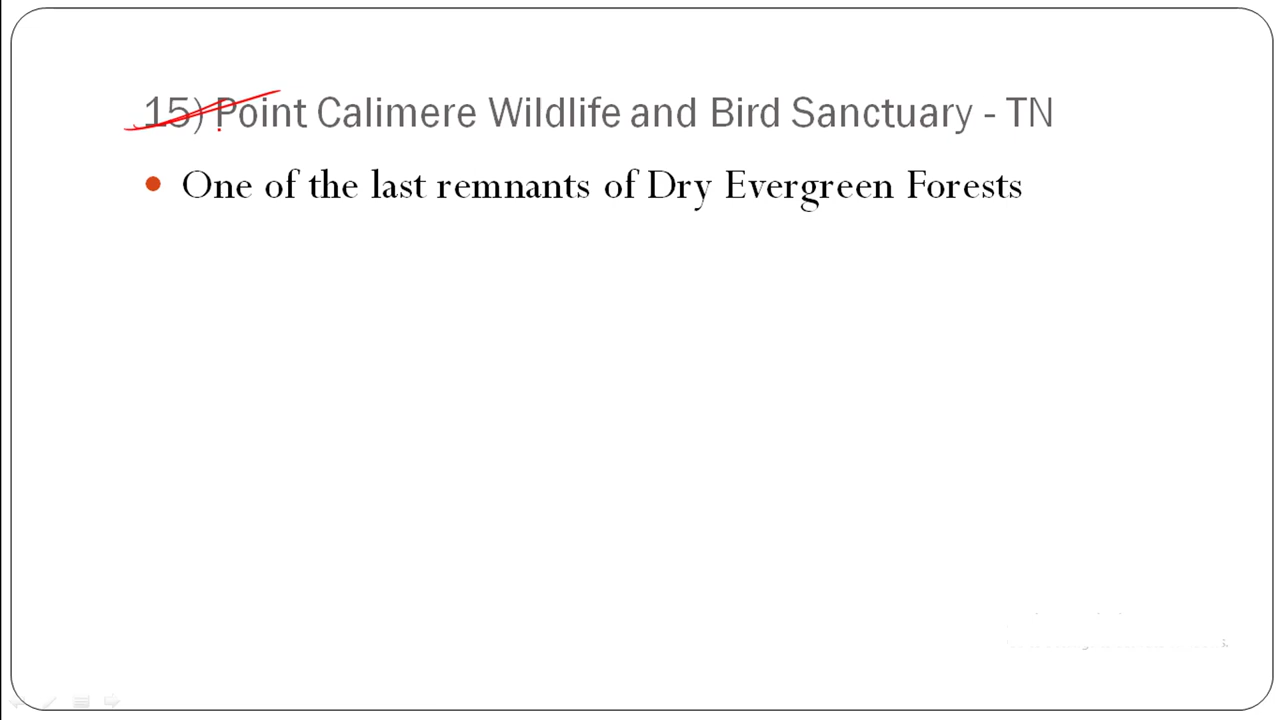 15) Point Calimere Wildlife and Bird Sanctuary - TN
• One of the last remnants of Dry Evergreen Forests